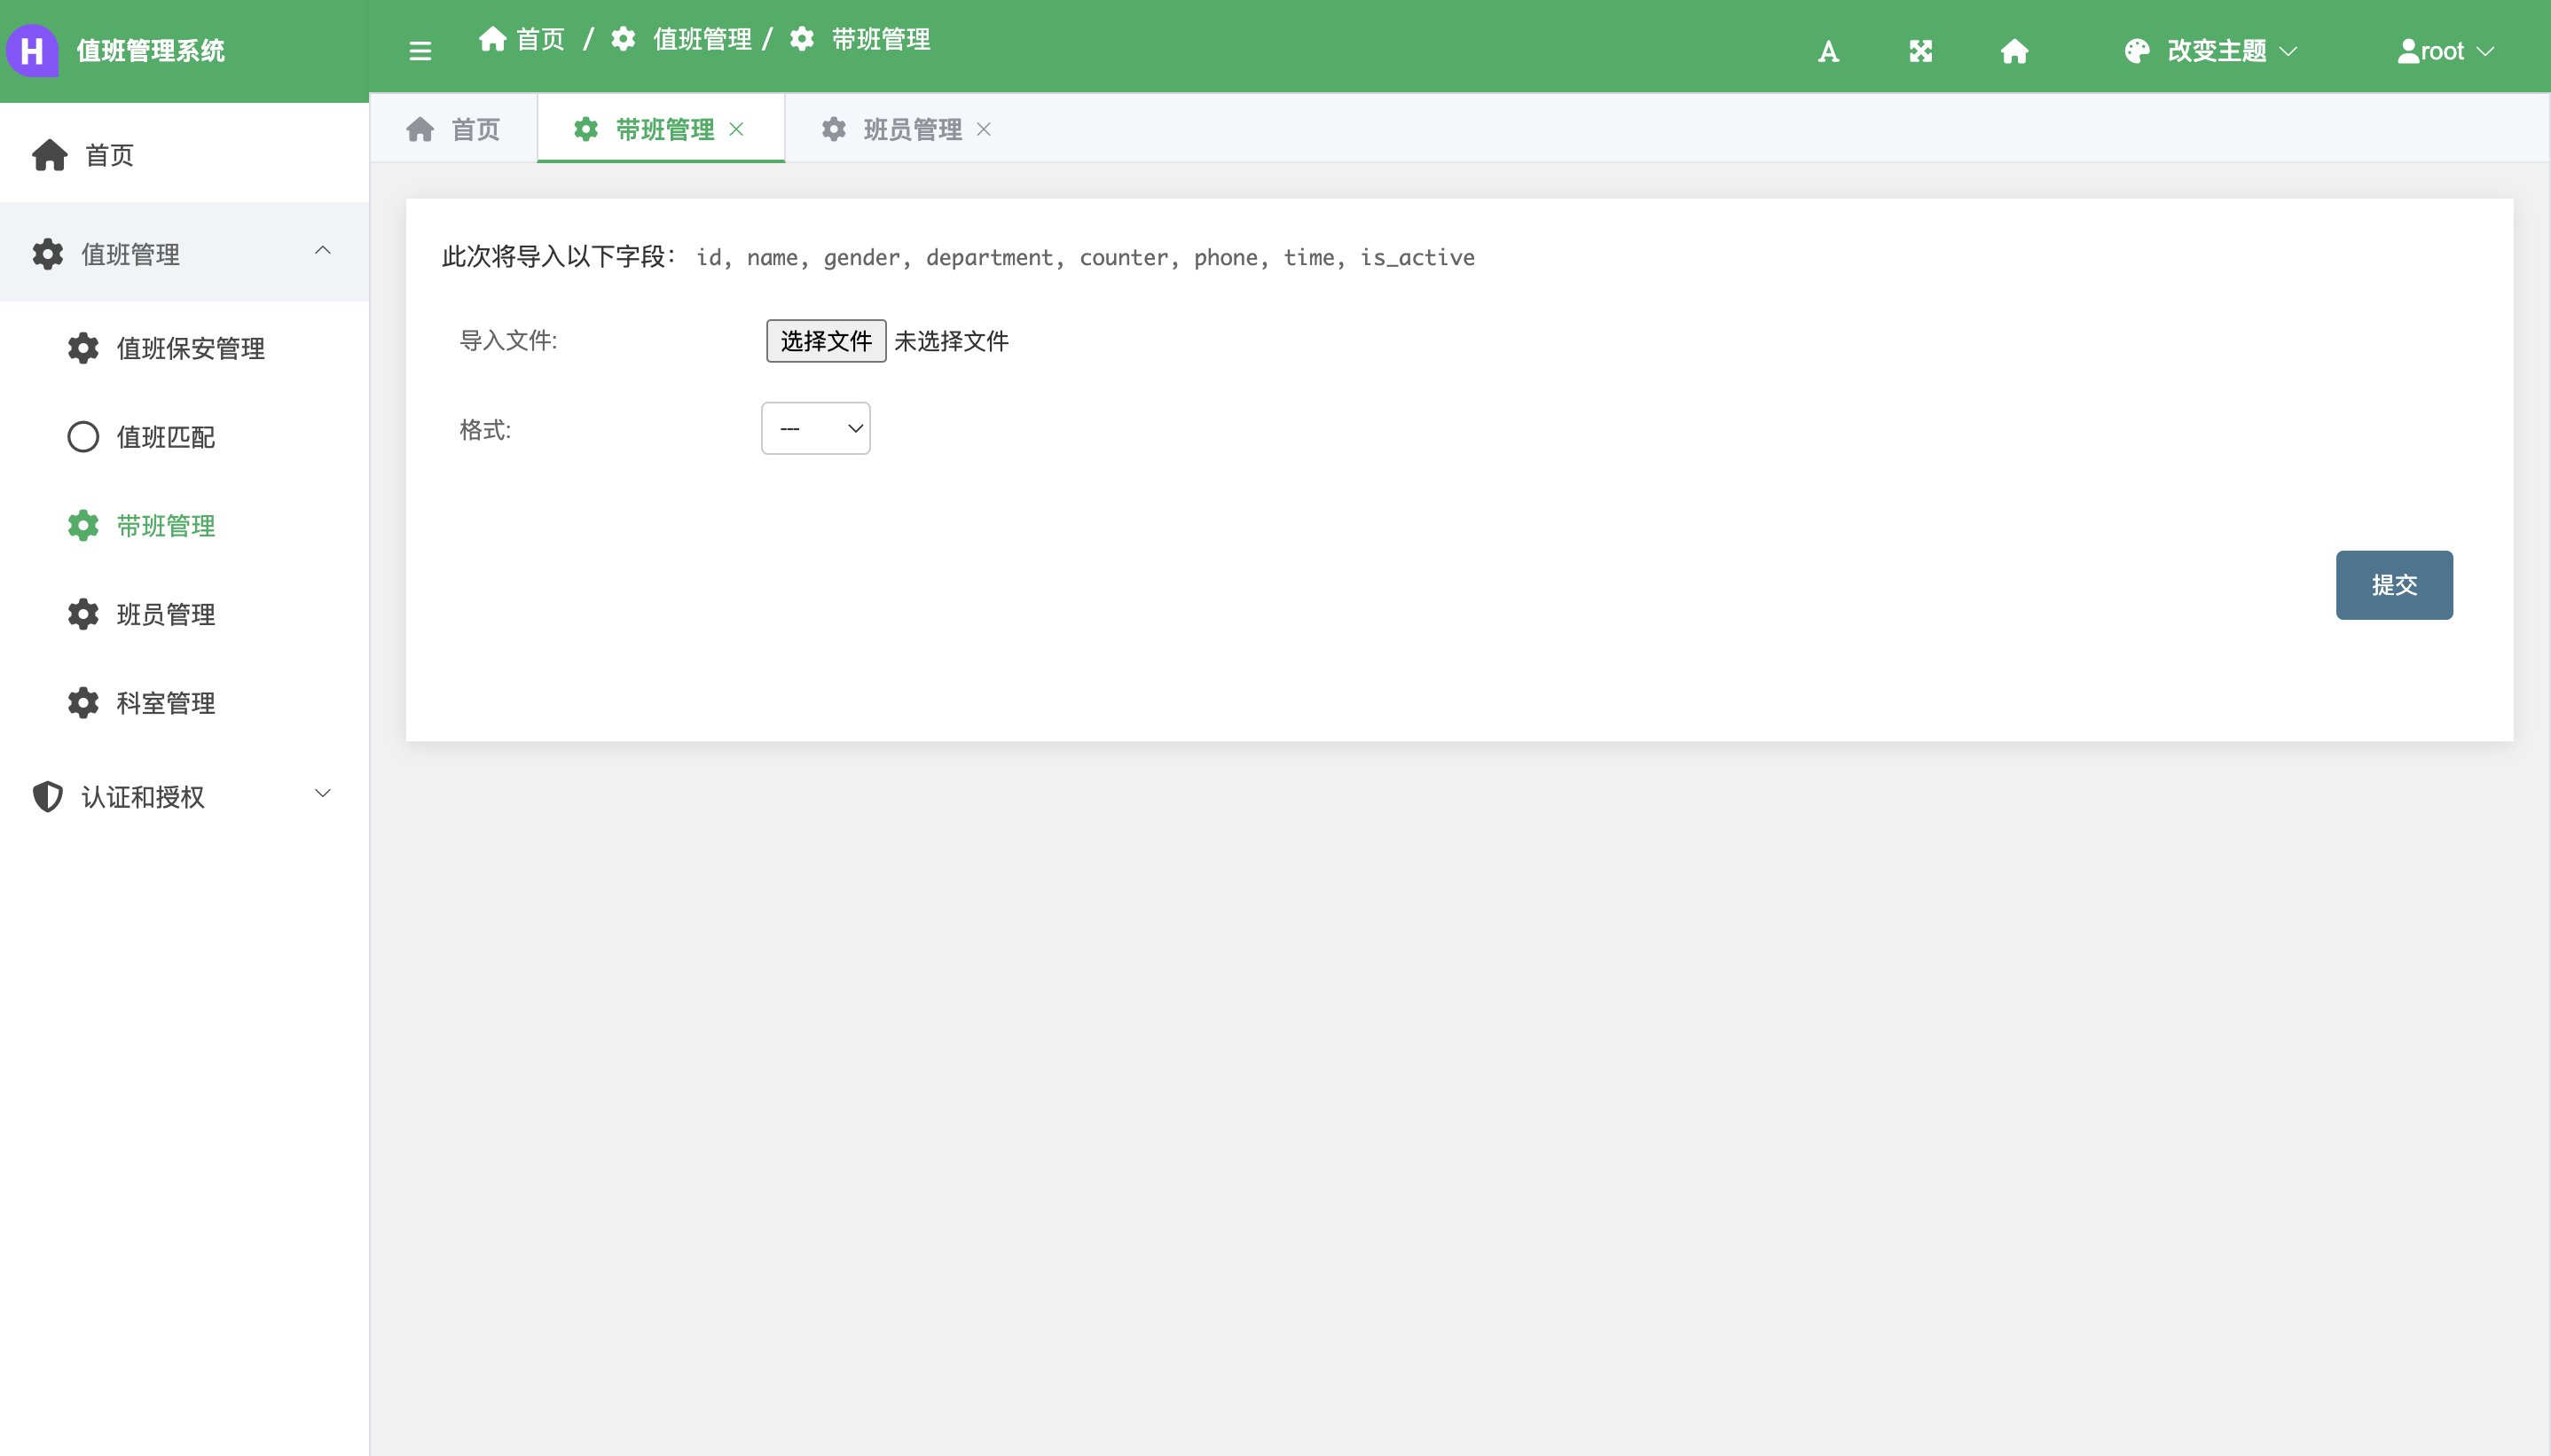 H 值班管理系统
首页 / 值班管理 / 带班管理
A 改变主题 root
首页 带班管理 班员管理
首页
值班管理
值班保安管理
值班匹配
带班管理
班员管理
科室管理
认证和授权
此次将导入以下字段： id, name, gender, department, counter, phone, time, is_active
导入文件: 选择文件 未选择文件
格式: ---
提交